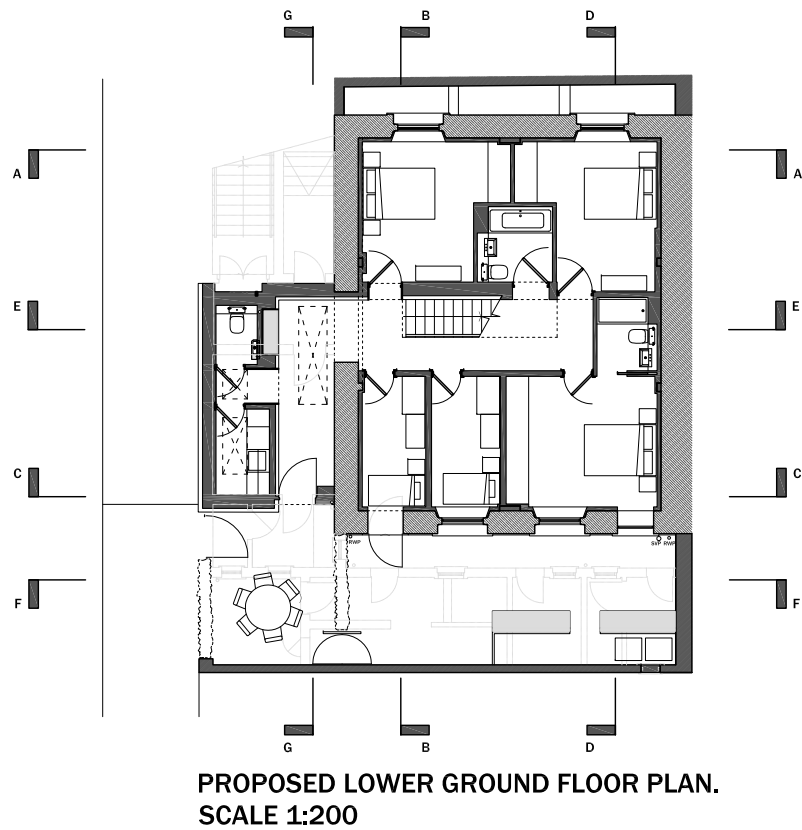 G B D
A A
E E
C C
RWP SVP RWP
F F
G B D
PROPOSED LOWER GROUND FLOOR PLAN.
SCALE 1:200